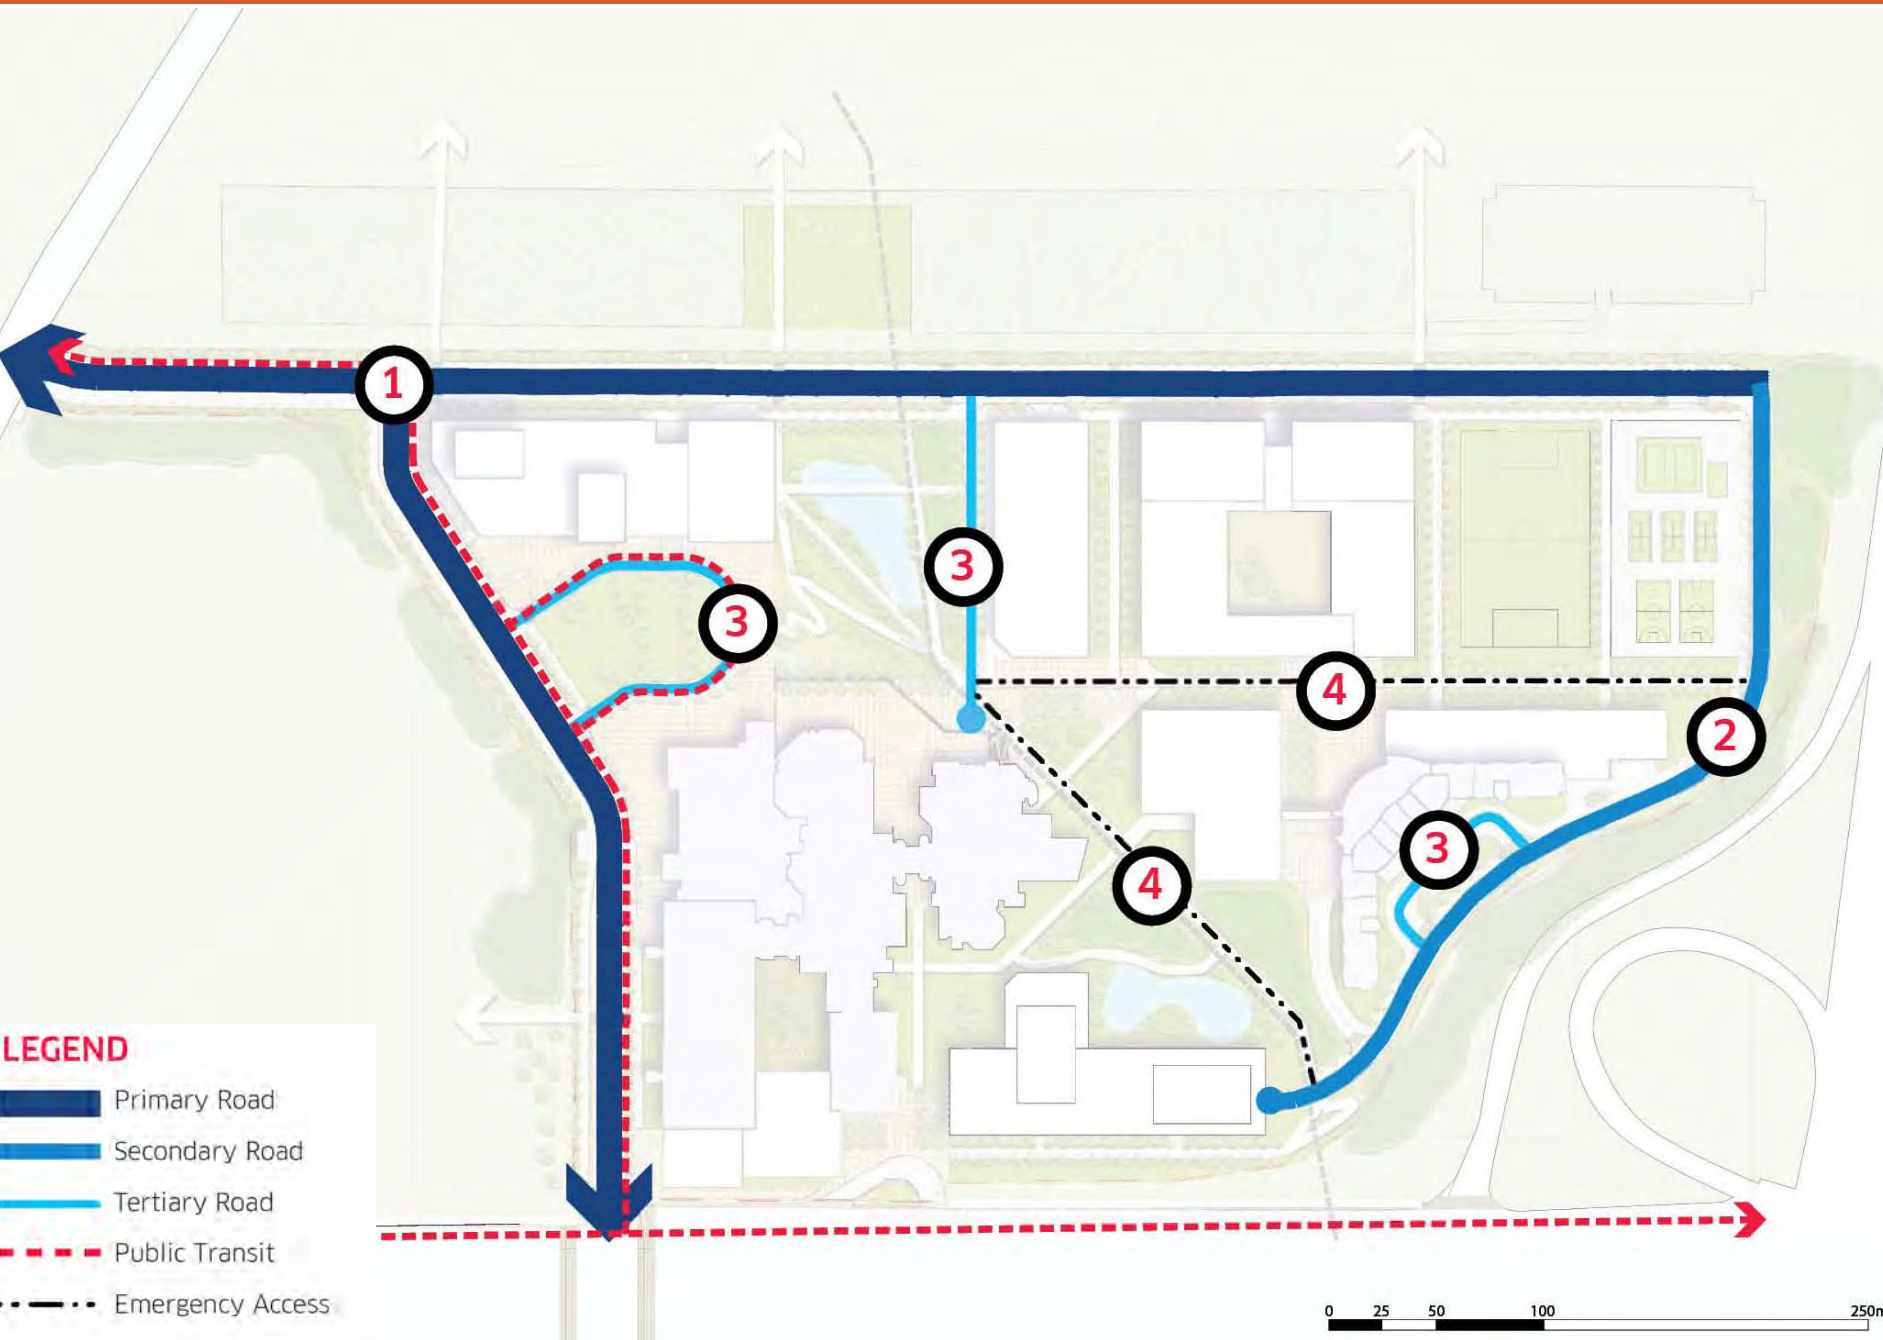 1
3
3
4
2
3
4
LEGEND
Primary Road
Secondary Road
Tertiary Road
Public Transit
Emergency Access
0 25 50 100 250m